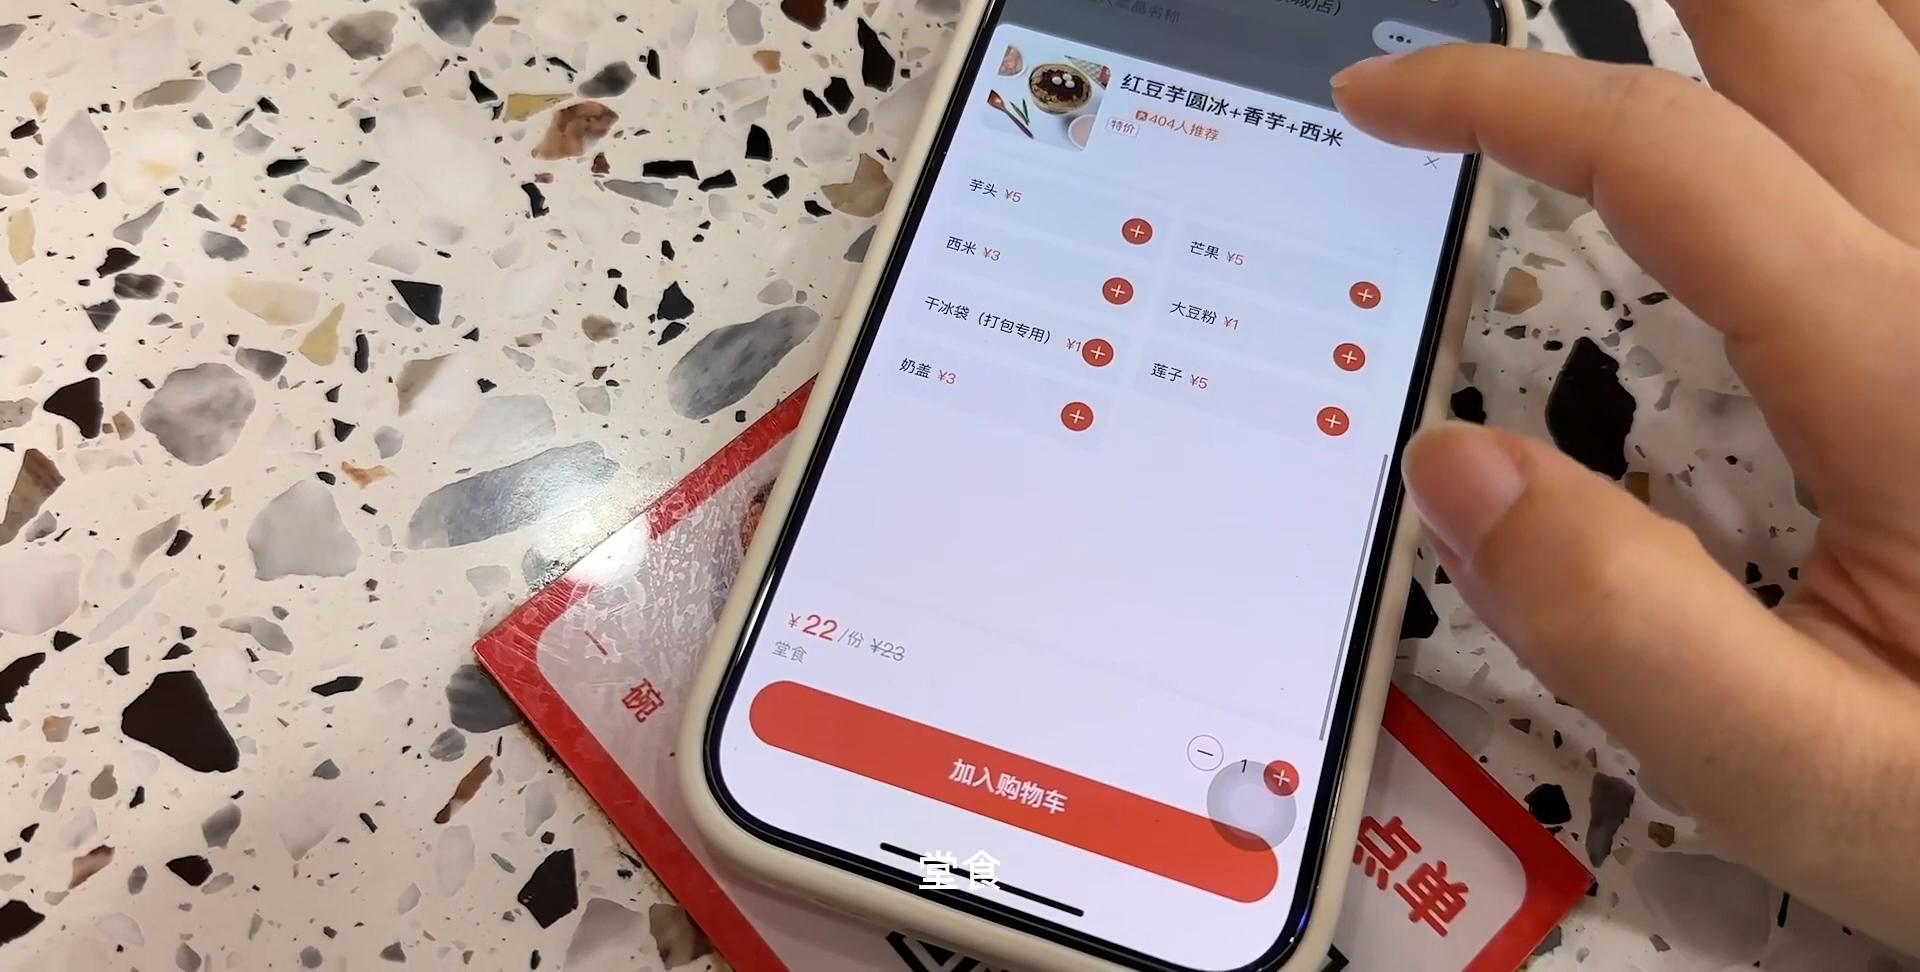 红豆芋圆冰+香芋+西米
特价
404人推荐
芋头 ¥5
芒果 ¥5
西米 ¥3
大豆粉 ¥1
干冰袋（打包专用） ¥1
莲子 ¥5
奶盖 ¥3
¥22/份 ¥23
堂食
1
加入购物车
堂食
一
碗
点单